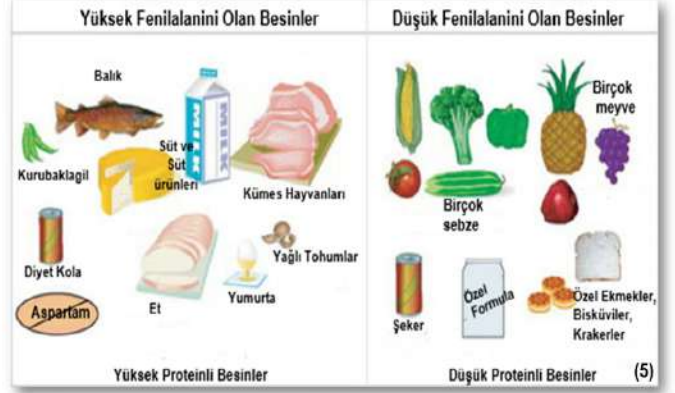 Yüksek Fenilalanini Olan Besinler
Balık
MILK
Süt ve
Süt
ürünleri
Kurubaklagil
Kümes Hayvanları
Diyet Kola
Yağlı Tohumlar
Aspartam
Et
Yumurta
Yüksek Proteinli Besinler
Düşük Fenilalanini Olan Besinler
Birçok
meyve
Birçok
sebze
Şeker
Özel
Formula
Özel Ekmekler,
Bisküviler,
Krakerler
Düşük Proteinli Besinler
(5)